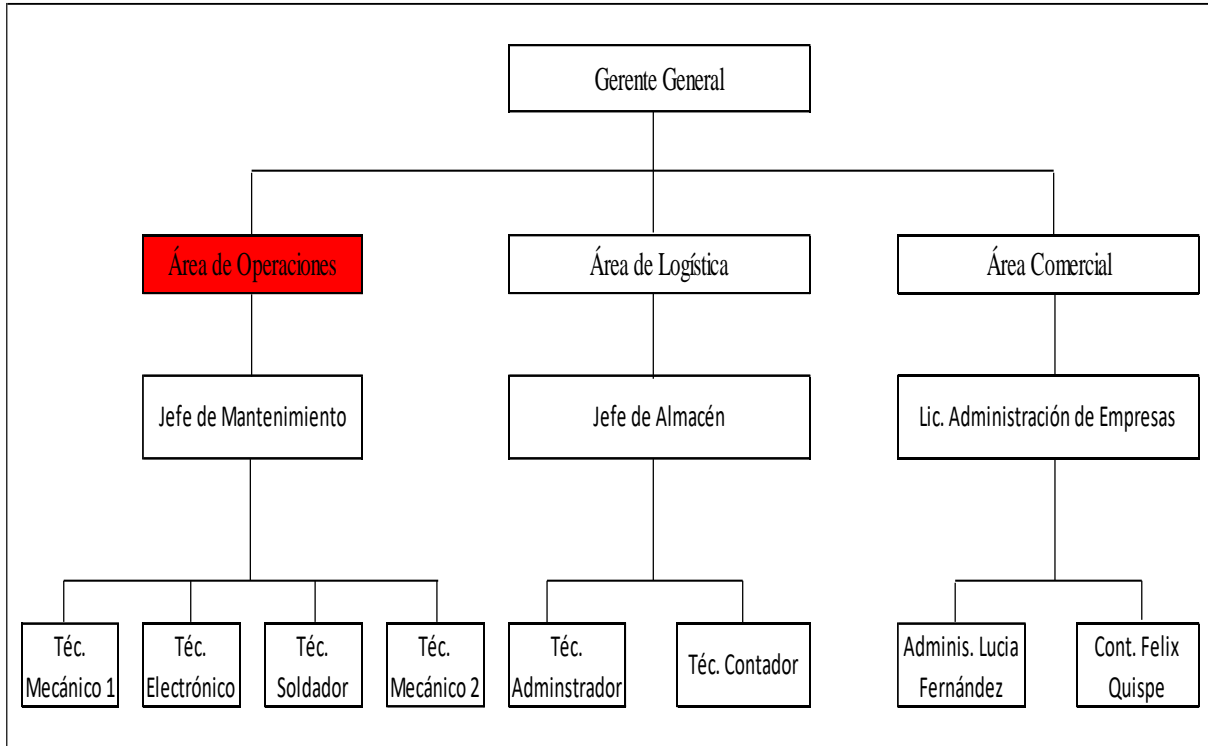 Gerente General
Área de Operaciones
Área de Logística
Área Comercial
Jefe de Mantenimiento
Jefe de Almacén
Lic. Administración de Empresas
Téc.
Mecánico 1
Téc.
Electrónico
Téc.
Soldador
Téc.
Mecánico 2
Téc.
Adminstrador
Téc. Contador
Adminis. Lucia
Fernández
Cont. Felix
Quispe